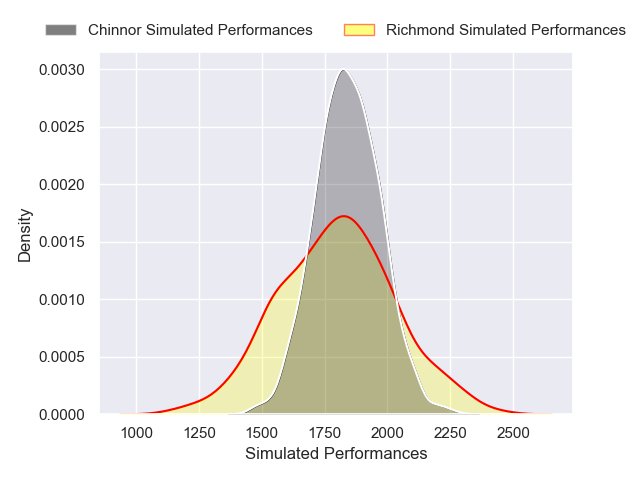 Chinnor Simulated Performances Richmond Simulated Performances
0.0030
0.0025
0.0020
0.0015
0.0010
0.0005
0.0000
Density
1000 1250 1500 1750 2000 2250 2500
Simulated Performances